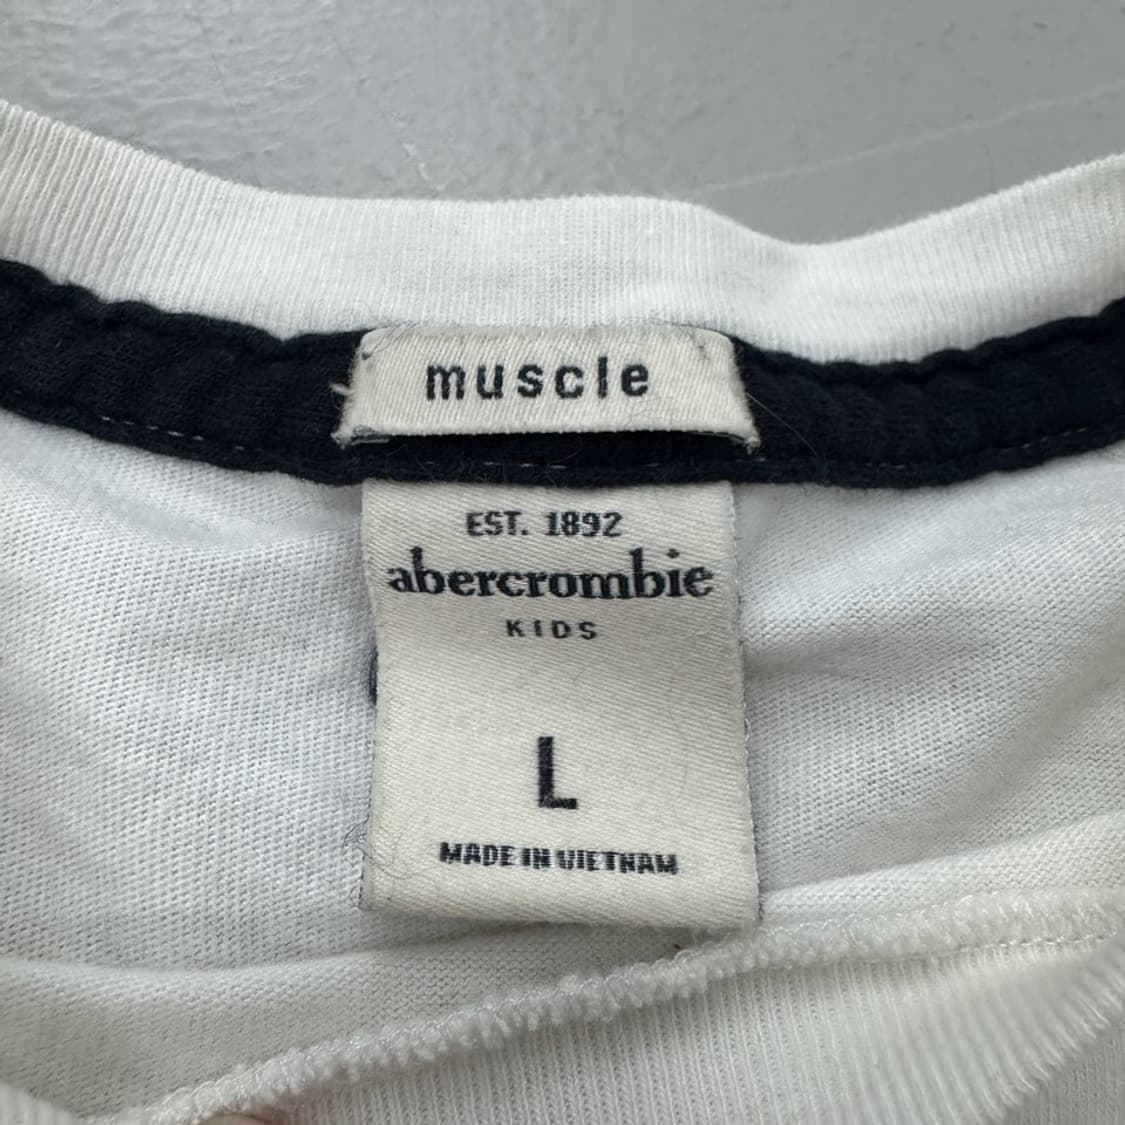 muscle
EST. 1892
abercrombie
KIDS
L
MADE IN VIETNAM